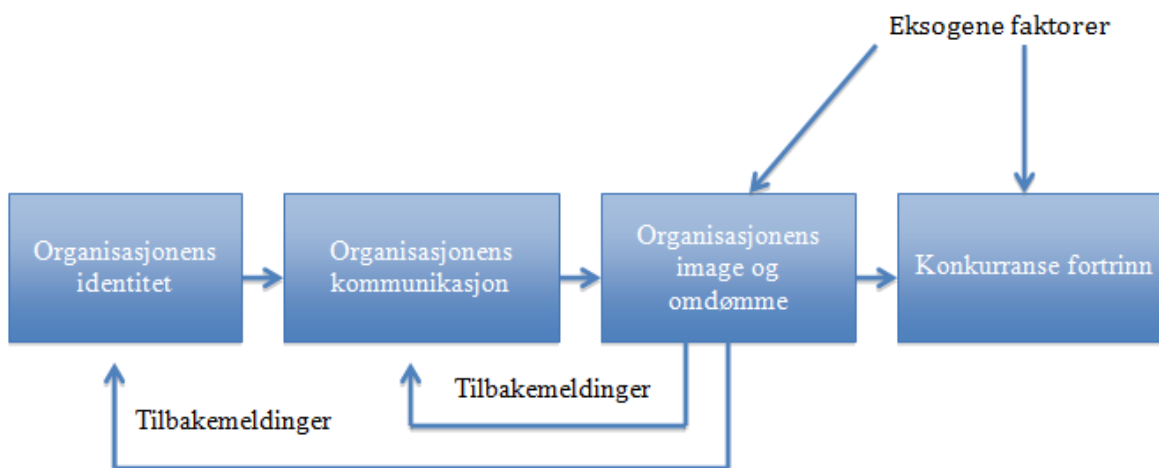 Eksogene faktorer
Organisasjonens
identitet
Organisasjonens
kommunikasjon
Organisasjonens
image og
omdømme
Konkurranse fortrinn
Tilbakemeldinger
Tilbakemeldinger